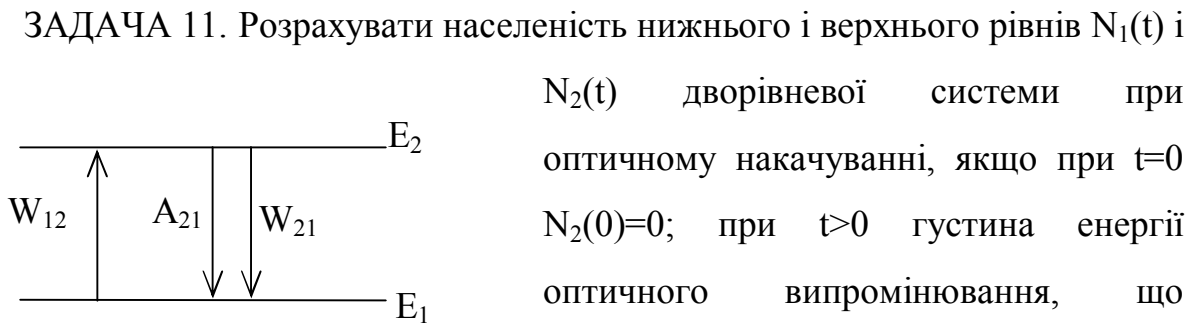 ЗАДАЧА 11. Розрахувати населеність нижнього і верхнього рівнів N₁(t) і
N₂(t) дворівневої системи при
оптичному накачуванні, якщо при t=0
N₂(0)=0; при t>0 густина енергії
оптичного випромінювання, що
E₂
W₁₂ A₂₁ W₂₁
E₁